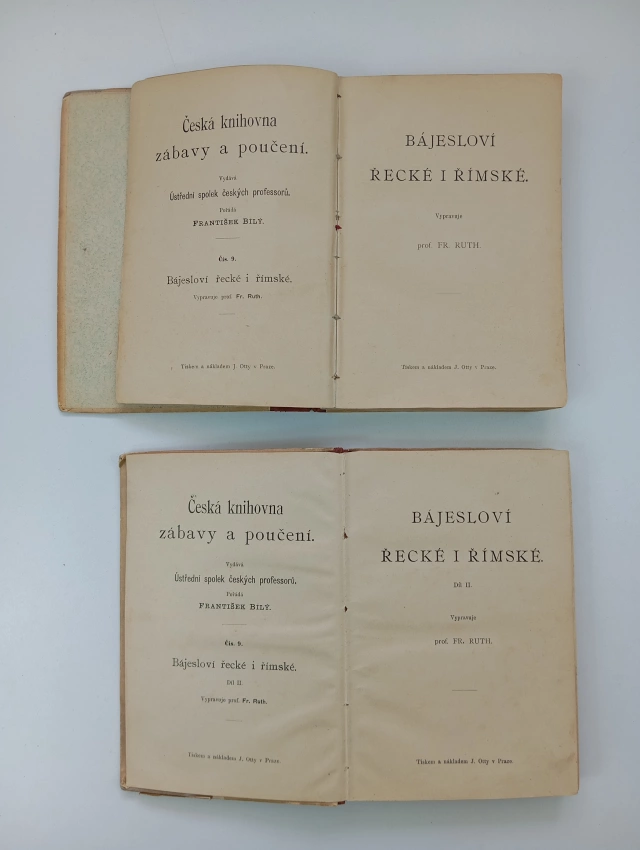 Česká knihovna
zábavy a poučení.
Vydává
Ústřední spolek českých professorů.
Pořádá
František Bílý.
Čís. 9.
Bájesloví řecké i římské.
Vypravuje prof. Fr. Ruth.
Tiskem a nákladem J. Otty v Praze.
BÁJESLOVÍ
ŘECKÉ I ŘÍMSKÉ.
Vypravuje
prof. FR. RUTH.
Tiskem a nákladem J. Otty v Praze.
Česká knihovna
zábavy a poučení.
Vydává
Ústřední spolek českých professorů.
Pořádá
František Bílý.
Čís. 9.
Bájesloví řecké i římské.
Díl II.
Vypravuje prof. Fr. Ruth.
Tiskem a nákladem J. Otty v Praze.
BÁJESLOVÍ
ŘECKÉ I ŘÍMSKÉ.
Díl II.
Vypravuje
prof. FR. RUTH.
Tiskem a nákladem J. Otty v Praze.